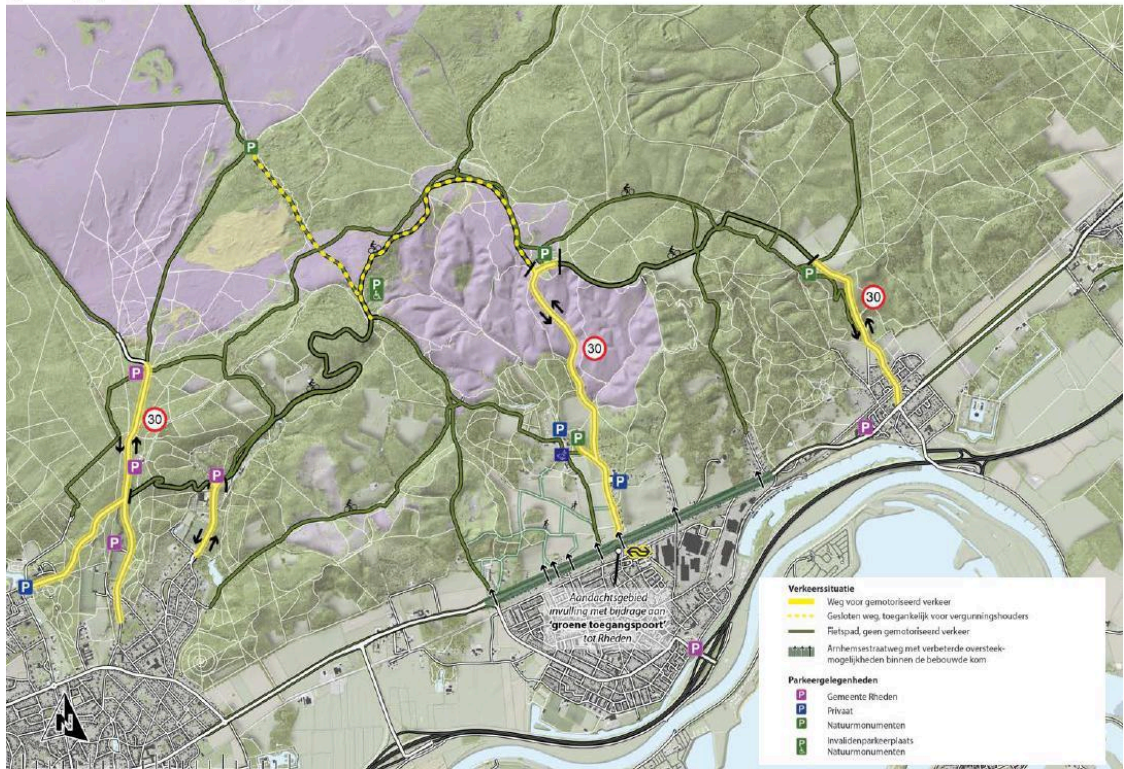 P
P
P
30
P
30
P
30
P
P
P
P
P
P
P
P
P
Aandachtsgebied
invulling met bijdrage aan
'groene toegangspoort'
tot Rheden.
P
N
Verkeerssituatie
Weg voor gemotoriseerd verkeer
Gesloten weg, toegankelijk voor vergunninghouders
Fietspad, geen gemotoriseerd verkeer
Arnhemsestraatweg met verbeterde oversteek-
mogelijkheden binnen de bebouwde kom
Parkeergelegenheden
P Gemeente Rheden
P Privaat
P Natuurmonumenten
P Invalidenparkeerplaats
Natuurmonumenten